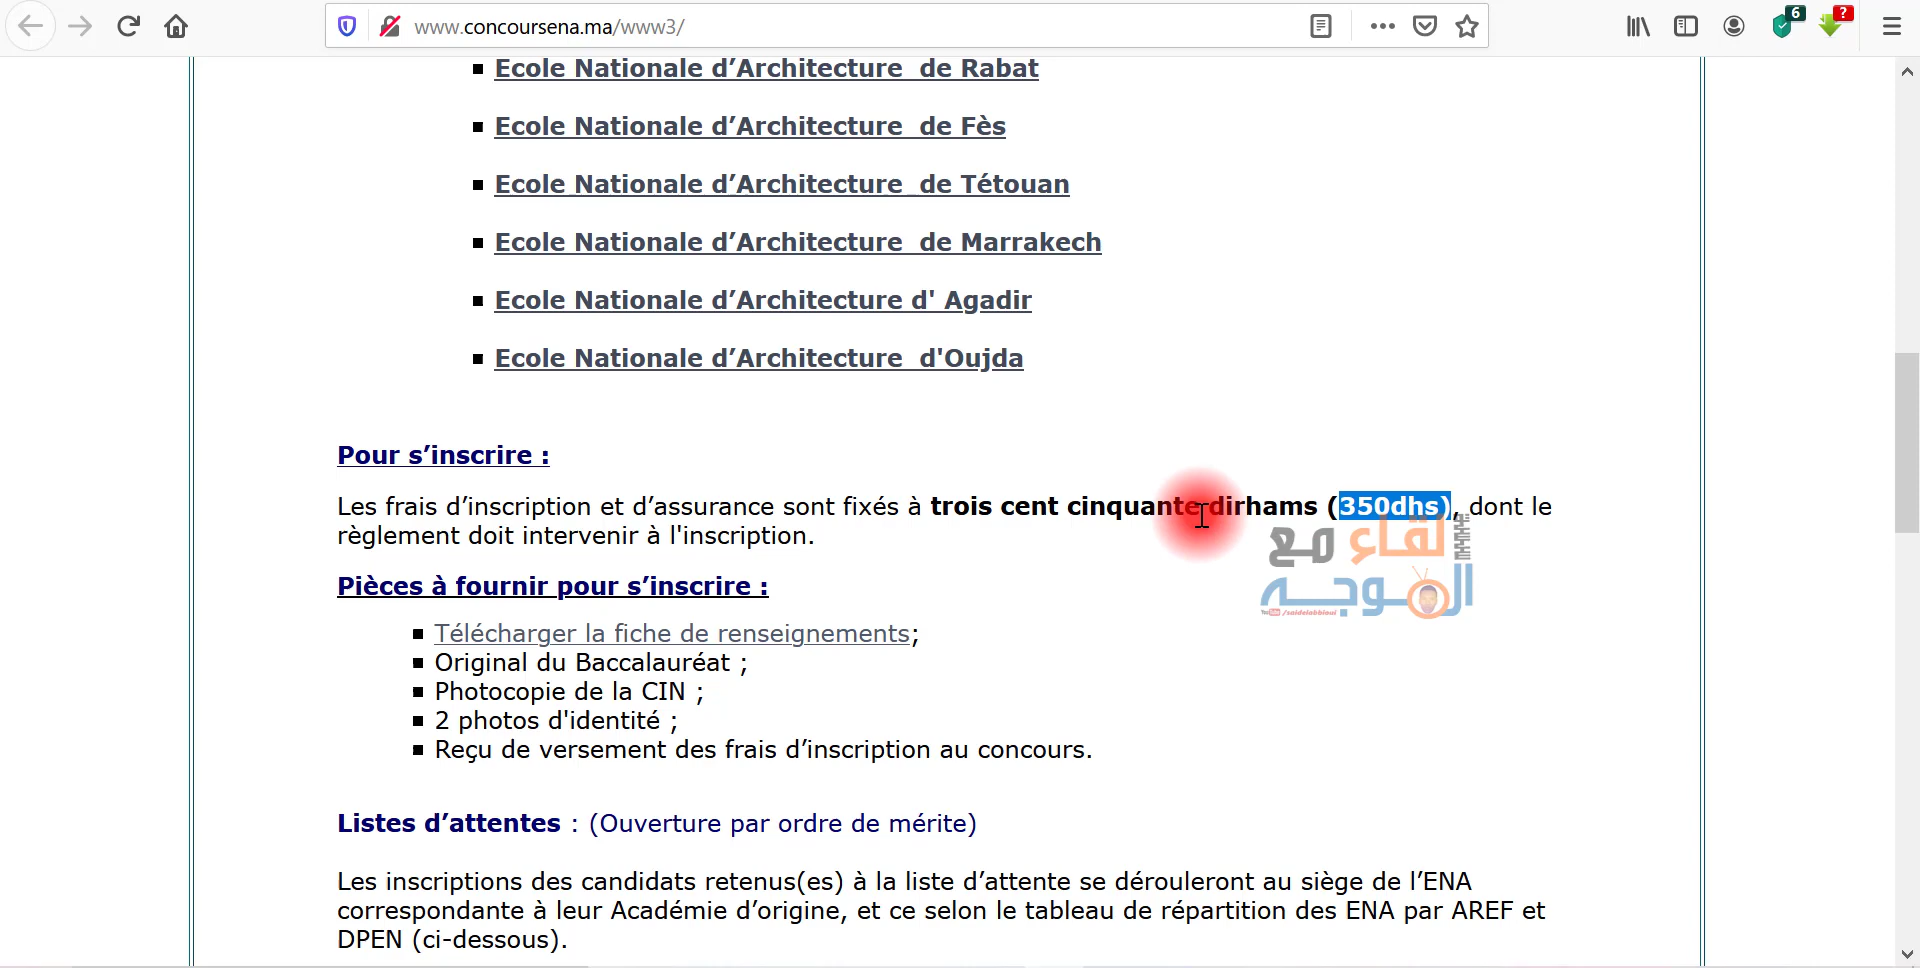 www.concoursena.ma/www3/
6
?
Ecole Nationale d’Architecture de Rabat
Ecole Nationale d’Architecture de Fès
Ecole Nationale d’Architecture de Tétouan
Ecole Nationale d’Architecture de Marrakech
Ecole Nationale d’Architecture d' Agadir
Ecole Nationale d’Architecture d'Oujda
Pour s’inscrire :
Les frais d’inscription et d’assurance sont fixés à trois cent cinquante dirhams (350dhs), dont le
règlement doit intervenir à l'inscription.
لقاء مع
الموجه
YouTube /saidelabbioui
Pièces à fournir pour s’inscrire :
Télécharger la fiche de renseignements;
Original du Baccalauréat ;
Photocopie de la CIN ;
2 photos d'identité ;
Reçu de versement des frais d’inscription au concours.
Listes d’attentes : (Ouverture par ordre de mérite)
Les inscriptions des candidats retenus(es) à la liste d’attente se dérouleront au siège de l’ENA
correspondante à leur Académie d’origine, et ce selon le tableau de répartition des ENA par AREF et
DPEN (ci-dessous).